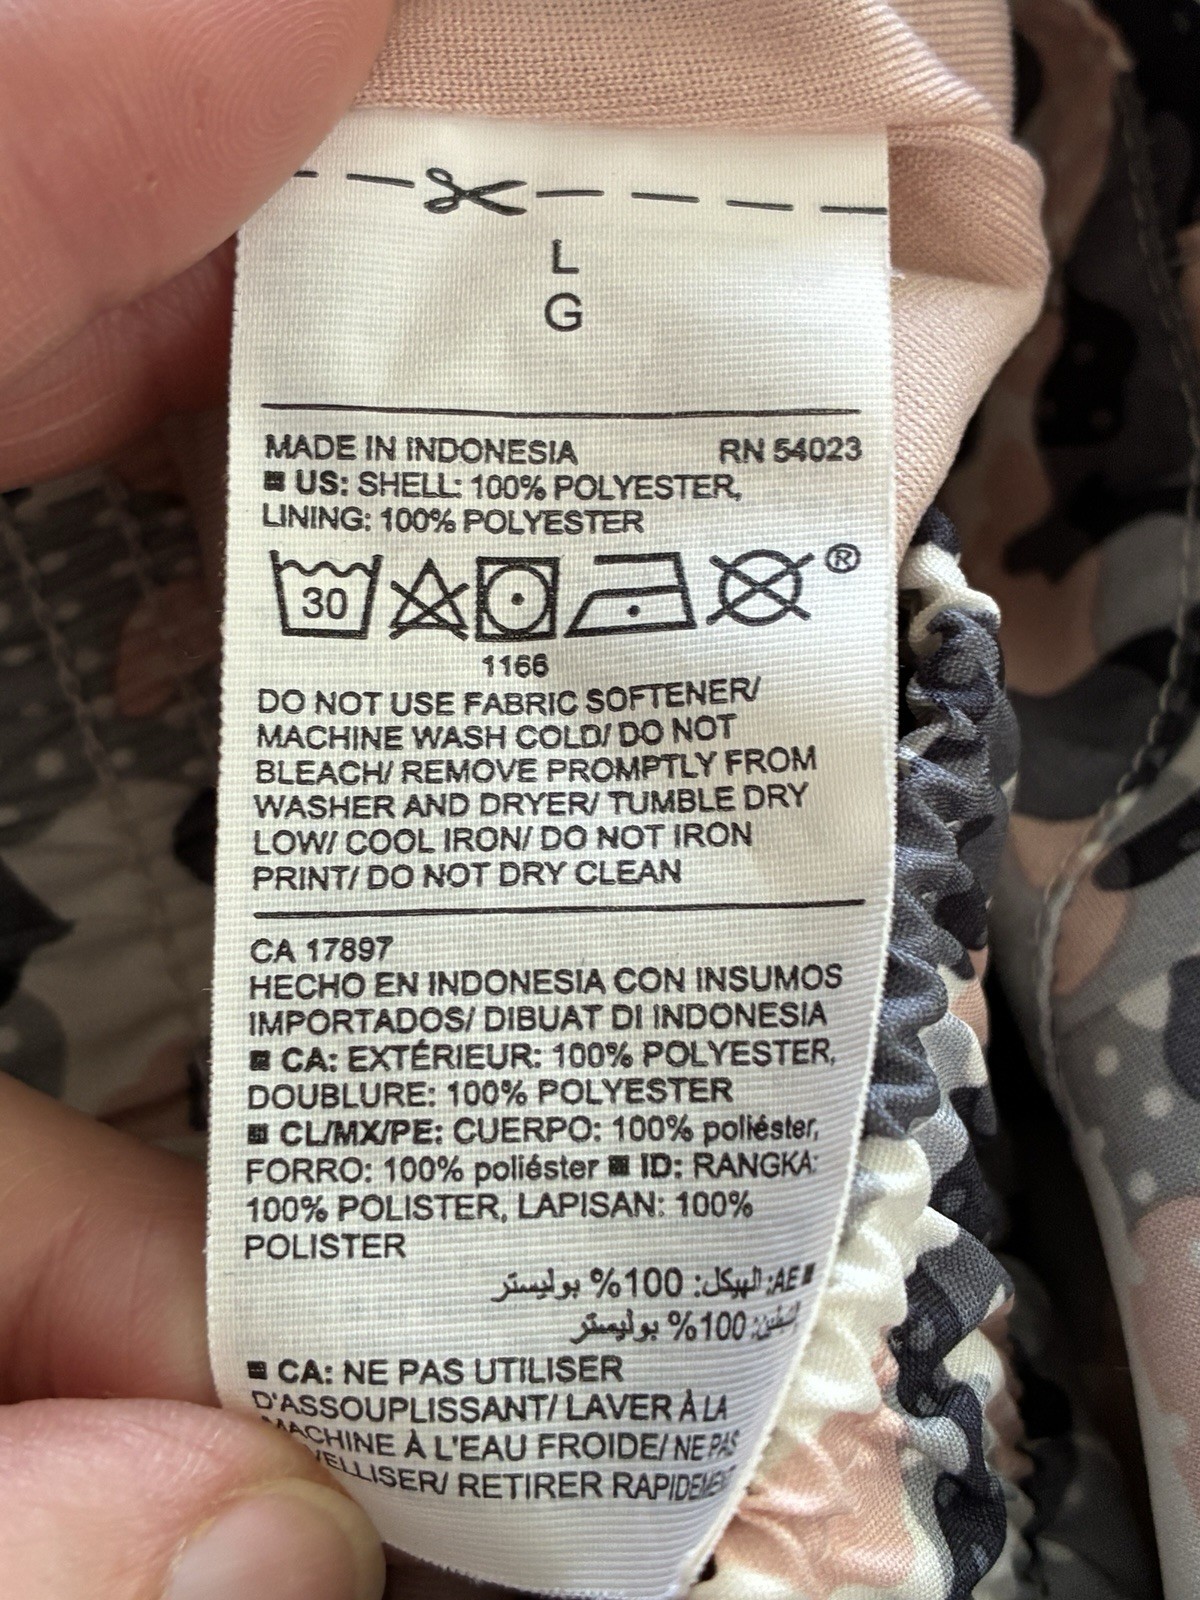 L
G
MADE IN INDONESIA RN 54023
US: SHELL: 100% POLYESTER,
LINING: 100% POLYESTER
30 ®
1166
DO NOT USE FABRIC SOFTENER/
MACHINE WASH COLD/ DO NOT
BLEACH/ REMOVE PROMPTLY FROM
WASHER AND DRYER/ TUMBLE DRY
LOW/ COOL IRON/ DO NOT IRON
PRINT/ DO NOT DRY CLEAN
CA 17897
HECHO EN INDONESIA CON INSUMOS
IMPORTADOS/ DIBUAT DI INDONESIA
CA: EXTÉRIEUR: 100% POLYESTER,
DOUBLURE: 100% POLYESTER
CL/MX/PE: CUERPO: 100% poliéster,
FORRO: 100% poliéster ID: RANGKA:
100% POLISTER, LAPISAN: 100%
POLISTER
AE: الهيكل: 100% بوليستر
100% بوليستر
CA: NE PAS UTILISER
D'ASSOUPLISSANT/ LAVER À LA
MACHINE À L'EAU FROIDE/ NE PAS
RETIRER